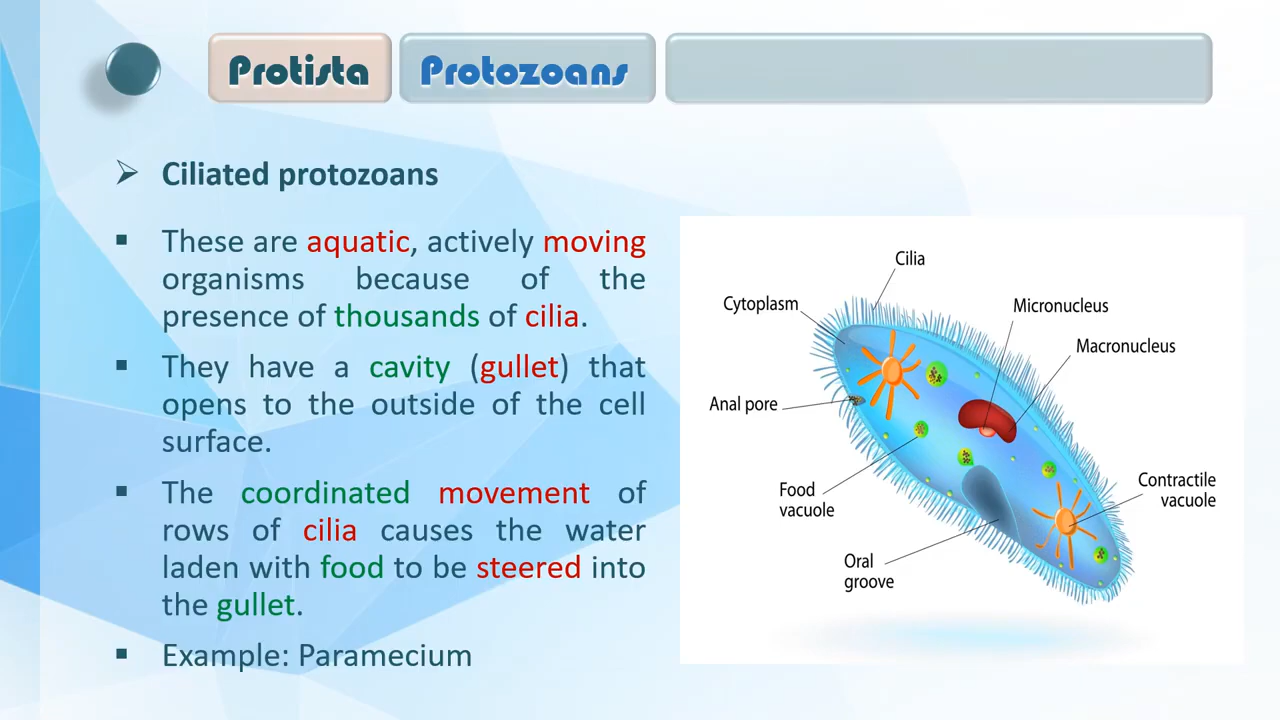 Protista Protozoans
➢ Ciliated protozoans
▪ These are aquatic, actively moving
organisms because of the
presence of thousands of cilia.
▪ They have a cavity (gullet) that
opens to the outside of the cell
surface.
▪ The coordinated movement of
rows of cilia causes the water
laden with food to be steered into
the gullet.
▪ Example: Paramecium
Cilia
Cytoplasm
Micronucleus
Macronucleus
Anal pore
Food
vacuole
Contractile
vacuole
Oral
groove